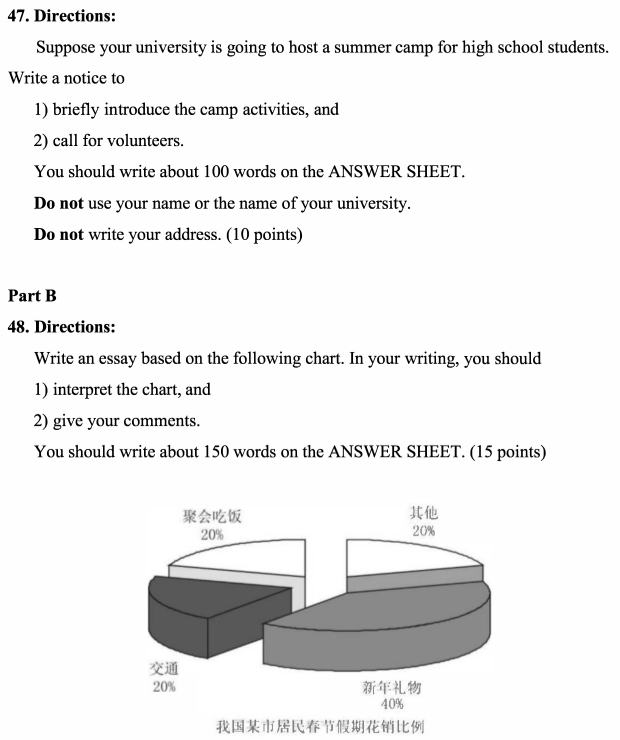 47. Directions:
Suppose your university is going to host a summer camp for high school students.
Write a notice to
1) briefly introduce the camp activities, and
2) call for volunteers.
You should write about 100 words on the ANSWER SHEET.
Do not use your name or the name of your university.
Do not write your address. (10 points)
Part B
48. Directions:
Write an essay based on the following chart. In your writing, you should
1) interpret the chart, and
2) give your comments.
You should write about 150 words on the ANSWER SHEET. (15 points)
聚会吃饭
20%
其他
20%
交通
20%
新年礼物
40%
我国某市居民春节假期花销比例